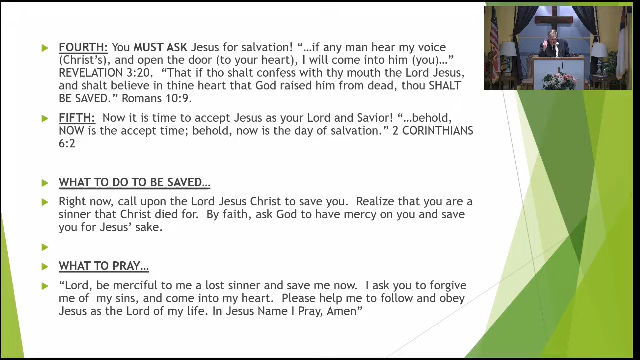 FOURTH: You MUST ASK Jesus for salvation! “…if any man hear my voice
(Christ’s), and open the door (to your heart), I will come into him (you)…”
REVELATION 3:20. “That if tho shalt confess with thy mouth the Lord Jesus,
and shalt believe in thine heart that God raised him from dead, thou SHALT
BE SAVED.” Romans 10:9.
FIFTH: Now it is time to accept Jesus as your Lord and Savior! “…behold,
NOW is the accept time; behold, now is the day of salvation.” 2 CORINTHIANS
6:2
WHAT TO DO TO BE SAVED…
Right now, call upon the Lord Jesus Christ to save you. Realize that you are a
sinner that Christ died for. By faith, ask God to have mercy on you and save
you for Jesus’ sake.
WHAT TO PRAY…
“Lord, be merciful to me a lost sinner and save me now. I ask you to forgive
me of my sins, and come into my heart. Please help me to follow and obey
Jesus as the Lord of my life. In Jesus Name I Pray, Amen”